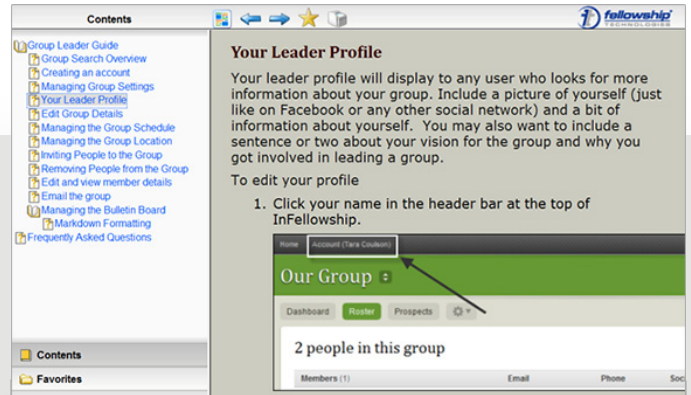 Contents
fellowship
TECHNOLOGIES
Group Leader Guide
Group Search Overview
Creating an account
Managing Group Settings
Your Leader Profile
Edit Group Details
Managing the Group Schedule
Managing the Group Location
Inviting People to the Group
Removing People from the Group
Edit and view member details
Email the group
Managing the Bulletin Board
Markdown Formatting
Frequently Asked Questions
Contents
Favorites
Your Leader Profile
Your leader profile will display to any user who looks for more
information about your group. Include a picture of yourself (just
like on Facebook or any other social network) and a bit of
information about yourself. You may also want to include a
sentence or two about your vision for the group and why you
got involved in leading a group.
To edit your profile
1. Click your name in the header bar at the top of
InFellowship.
Home Account (Tara Coulson)
Our Group
Dashboard Roster Prospects
2 people in this group
Members (1) Email Phone Soc